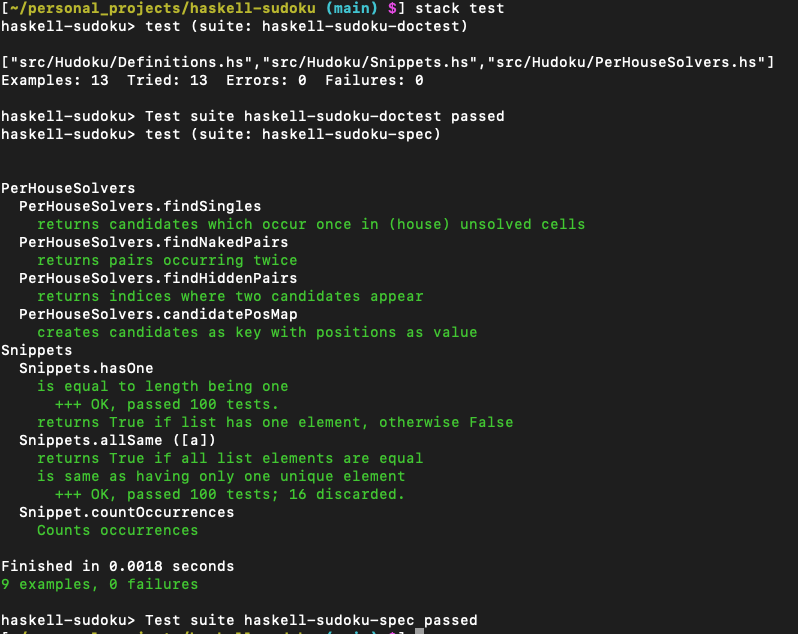 [~/personal_projects/haskell-sudoku (main) $] stack test
haskell-sudoku> test (suite: haskell-sudoku-doctest)
["src/Hudoku/Definitions.hs","src/Hudoku/Snippets.hs","src/Hudoku/PerHouseSolvers.hs"]
Examples: 13  Tried: 13  Errors: 0  Failures: 0
haskell-sudoku> Test suite haskell-sudoku-doctest passed
haskell-sudoku> test (suite: haskell-sudoku-spec)
PerHouseSolvers
  PerHouseSolvers.findSingles
    returns candidates which occur once in (house) unsolved cells
  PerHouseSolvers.findNakedPairs
    returns pairs occurring twice
  PerHouseSolvers.findHiddenPairs
    returns indices where two candidates appear
  PerHouseSolvers.candidatePosMap
    creates candidates as key with positions as value
Snippets
  Snippets.hasOne
    is equal to length being one
      +++ OK, passed 100 tests.
    returns True if list has one element, otherwise False
  Snippets.allSame ([a])
    returns True if all list elements are equal
    is same as having only one unique element
      +++ OK, passed 100 tests; 16 discarded.
  Snippet.countOccurrences
    Counts occurrences
Finished in 0.0018 seconds
9 examples, 0 failures
haskell-sudoku> Test suite haskell-sudoku-spec passed